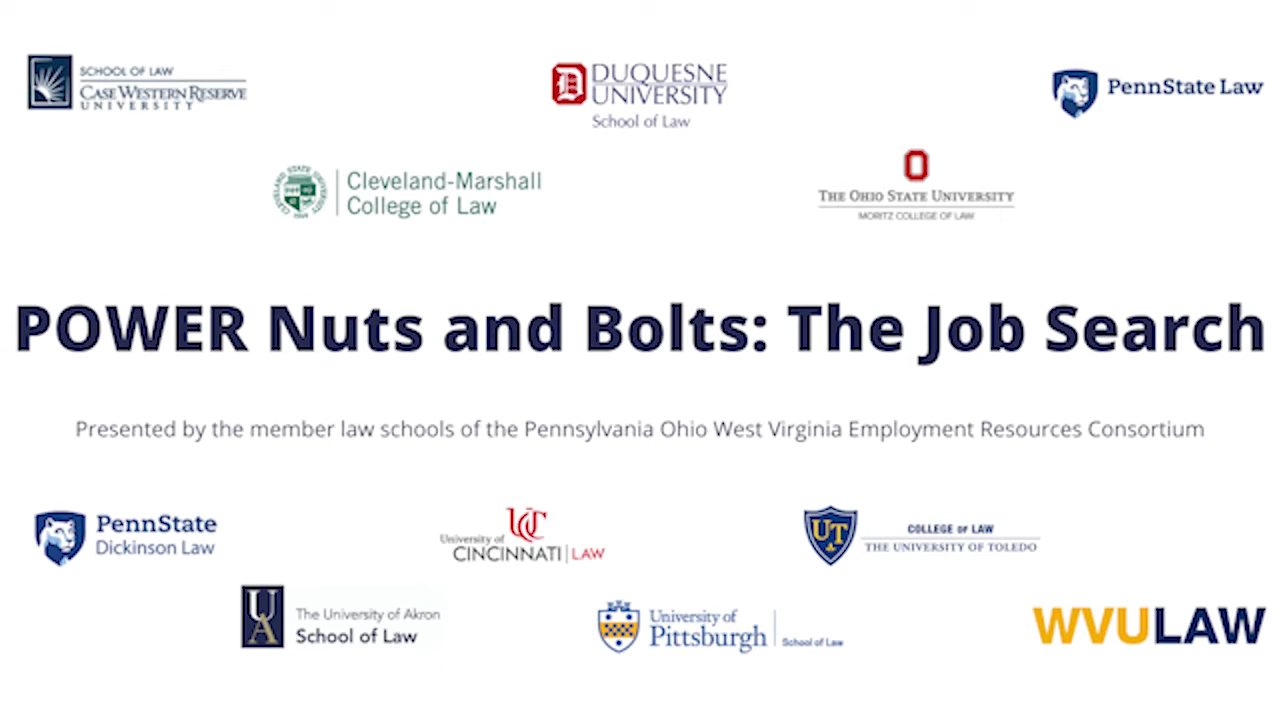 SCHOOL OF LAW
CASE WESTERN RESERVE
UNIVERSITY
DUQUESNE
UNIVERSITY
School of Law
PennState Law
Cleveland-Marshall
College of Law
O
THE OHIO STATE UNIVERSITY
MORITZ COLLEGE OF LAW
POWER Nuts and Bolts: The Job Search
Presented by the member law schools of the Pennsylvania Ohio West Virginia Employment Resources Consortium
PennState
Dickinson Law
UC
University of
CINCINNATI | LAW
UT
COLLEGE of LAW
THE UNIVERSITY OF TOLEDO
UA
The University of Akron
School of Law
University of
Pittsburgh
School of Law
WVULAW